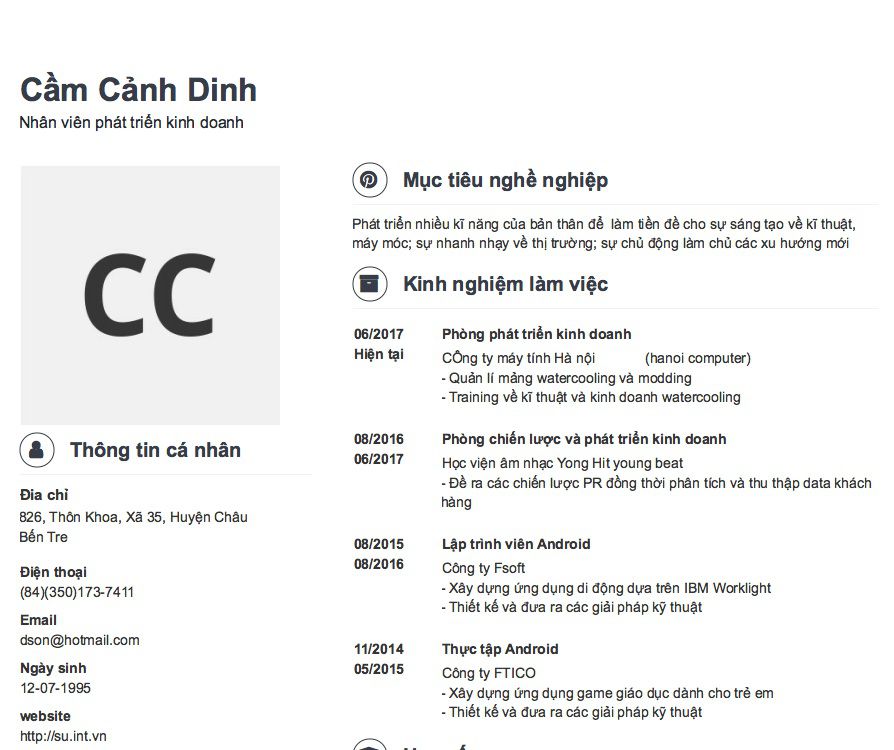 Cầm Cảnh Dinh
Nhân viên phát triển kinh doanh
CC
Thông tin cá nhân
Đia chỉ
826, Thôn Khoa, Xã 35, Huyện Châu
Bến Tre
Điện thoại
(84)(350)173-7411
Email
dson@hotmail.com
Ngày sinh
12-07-1995
website
http://su.int.vn
Mục tiêu nghề nghiệp
Phát triển nhiều kĩ năng của bản thân để làm tiền đề cho sự sáng tạo về kĩ thuật,
máy móc; sự nhanh nhạy về thị trường; sự chủ động làm chủ các xu hướng mới
Kinh nghiệm làm việc
06/2017 Phòng phát triển kinh doanh
Hiện tại CÔng ty máy tính Hà nội (hanoi computer)
- Quản lí mảng watercooling và modding
- Training về kĩ thuật và kinh doanh watercooling
08/2016 Phòng chiến lược và phát triển kinh doanh
06/2017 Học viện âm nhạc Yong Hit young beat
- Đề ra các chiến lược PR đồng thời phân tích và thu thập data khách
hàng
08/2015 Lập trình viên Android
08/2016 Công ty Fsoft
- Xây dựng ứng dụng di động dựa trên IBM Worklight
- Thiết kế và đưa ra các giải pháp kỹ thuật
11/2014 Thực tập Android
05/2015 Công ty FTICO
- Xây dựng ứng dụng game giáo dục dành cho trẻ em
- Thiết kế và đưa ra các giải pháp kỹ thuật